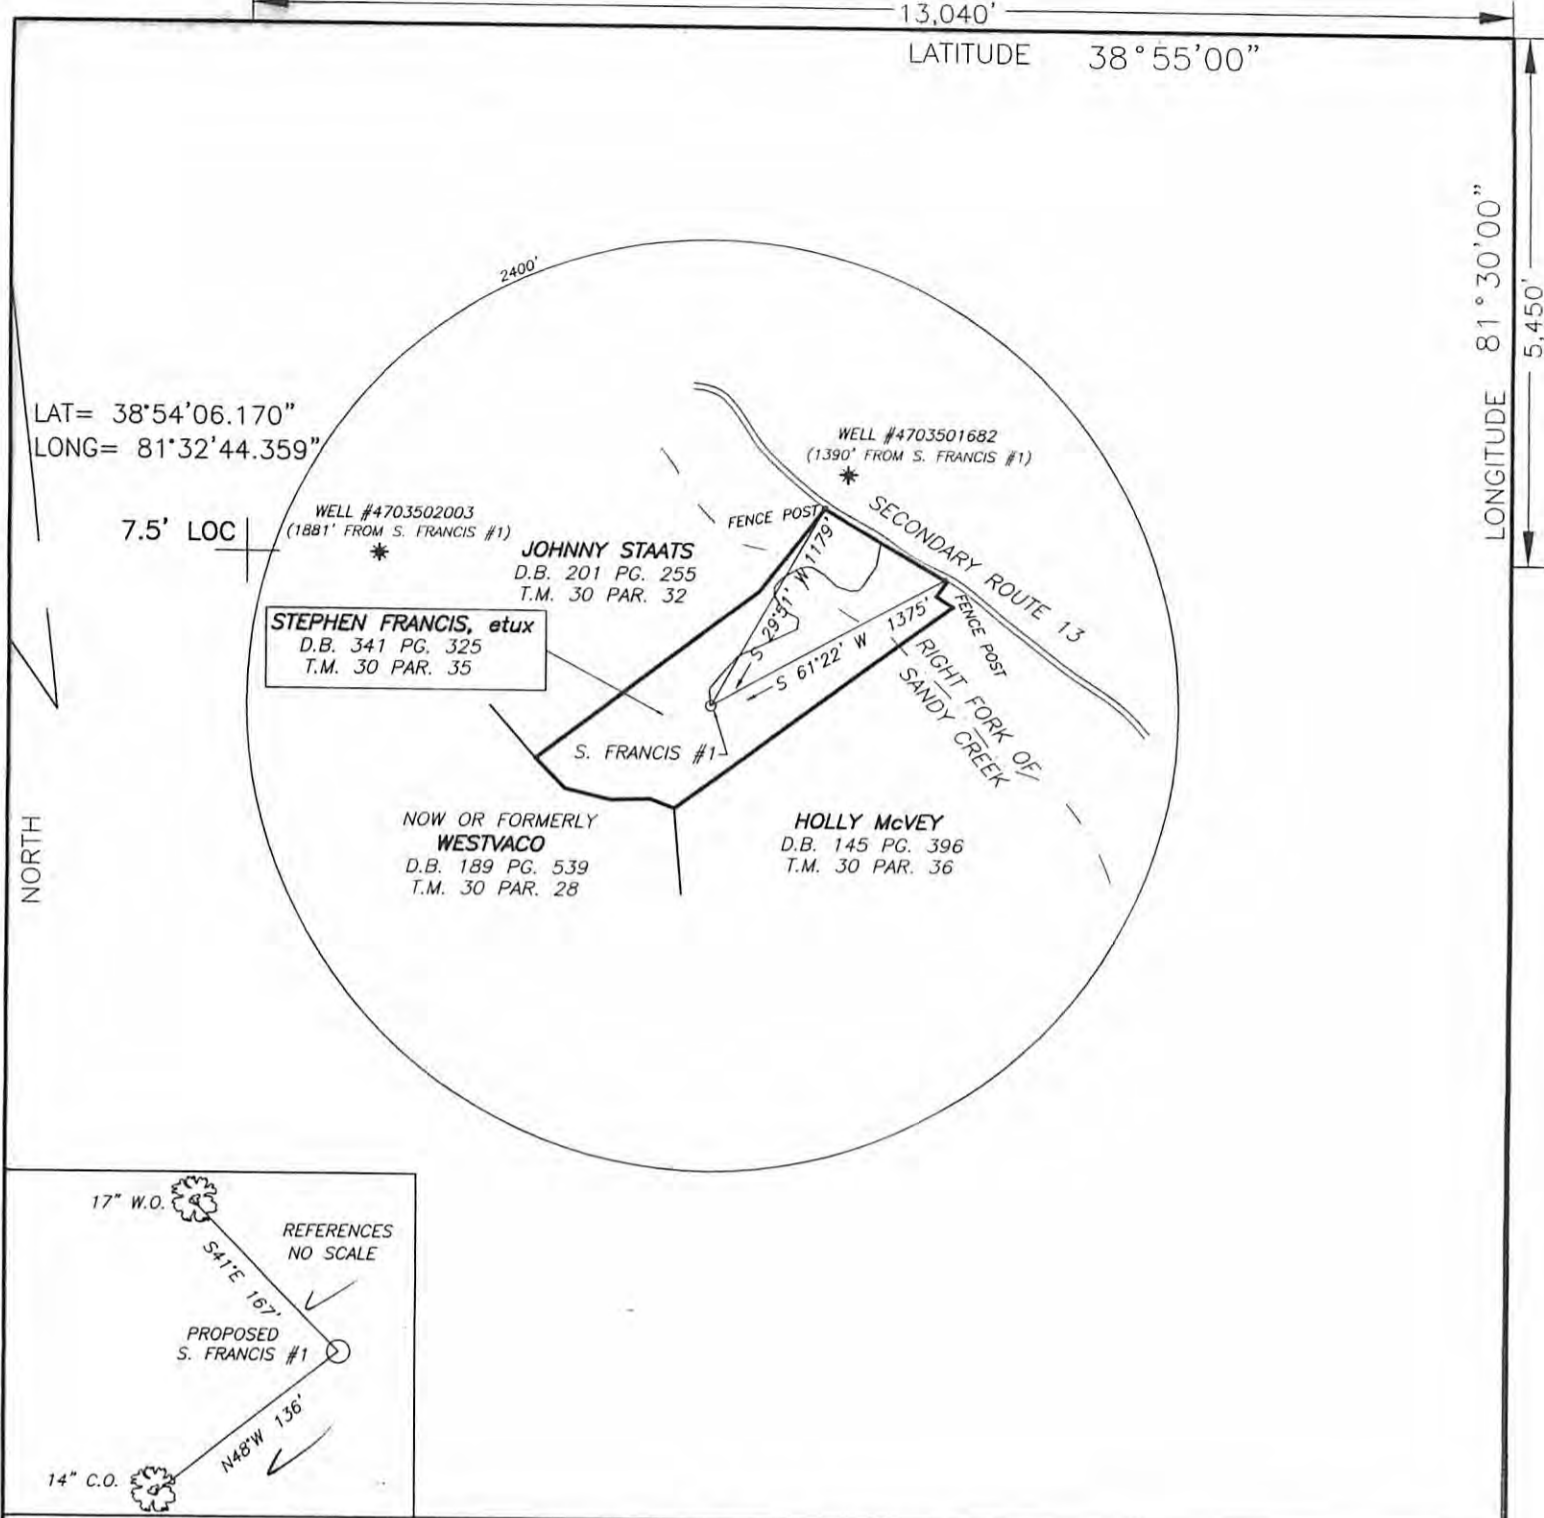 13,040'
LATITUDE 38°55'00"
LONGITUDE 81°30'00"
5,450'
2400'
LAT= 38°54'06.170"
LONG= 81°32'44.359"
7.5' LOC
WELL #4703502003
(1881' FROM S. FRANCIS #1)
WELL #4703501682
(1390' FROM S. FRANCIS #1)
FENCE POST
SECONDARY ROUTE 13
JOHNNY STAATS
D.B. 201 PG. 255
T.M. 30 PAR. 32
STEPHEN FRANCIS, etux
D.B. 341 PG. 325
T.M. 30 PAR. 35
S 29°51' W 1179'
S 61°22' W 1375'
FENCE POST
RIGHT FORK OF
SANDY CREEK
S. FRANCIS #1
NOW OR FORMERLY
WESTVACO
D.B. 189 PG. 539
T.M. 30 PAR. 28
HOLLY McVEY
D.B. 145 PG. 396
T.M. 30 PAR. 36
NORTH
17" W.O.
REFERENCES
NO SCALE
S41°E 167'
PROPOSED
S. FRANCIS #1
N48°W 136'
14" C.O.